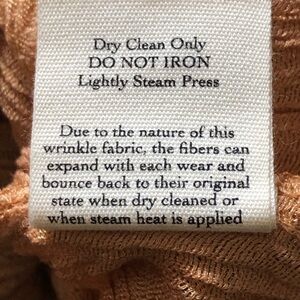 Dry Clean Only
DO NOT IRON
Lightly Steam Press
Due to the nature of this
wrinkle fabric, the fibers can
expand with each wear and
bounce back to their original
state when dry cleaned or
when steam heat is applied